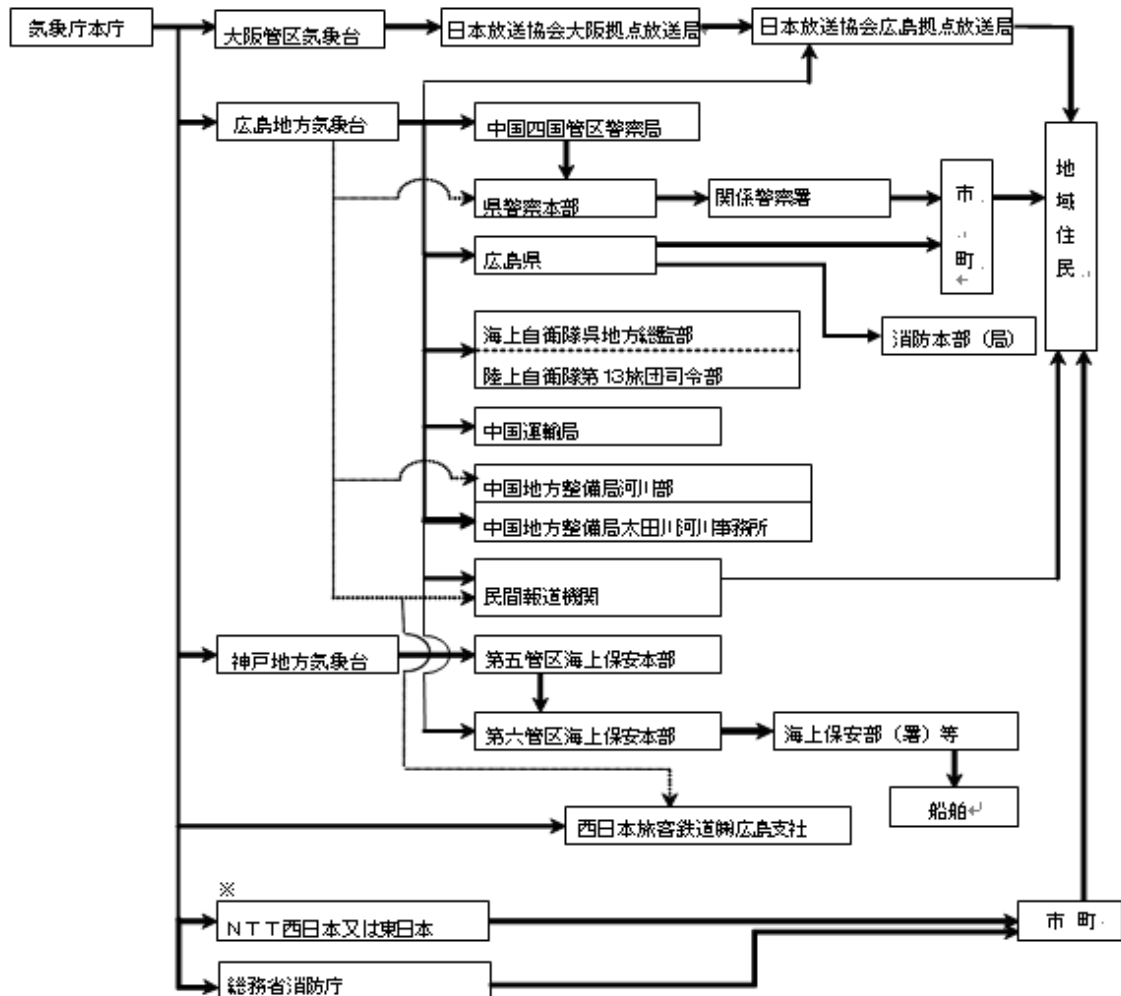 気象庁本庁
大阪管区気象台
日本放送協会大阪拠点放送局
日本放送協会広島拠点放送局
広島地方気象台
中国四国管区警察局
県警察本部
関係警察署
市
町
地
域
住
民
広島県
消防本部（局）
海上自衛隊呉地方総監部
陸上自衛隊第13旅団司令部
中国運輸局
中国地方整備局河川部
中国地方整備局太田川河川事務所
民間報道機関
神戸地方気象台
第五管区海上保安本部
第六管区海上保安本部
海上保安部（署）等
船舶
西日本旅客鉄道㈱広島支社
※
ＮＴＴ西日本又は東日本
市 町
総務省消防庁